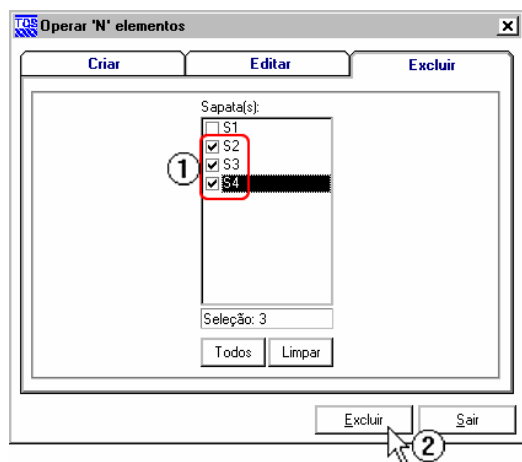 TQS Operar 'N' elementos
Criar Editar Excluir
Sapata(s):
S1
1 S2
S3
S4
Seleção: 3
Todos Limpar
Excluir Sair
2